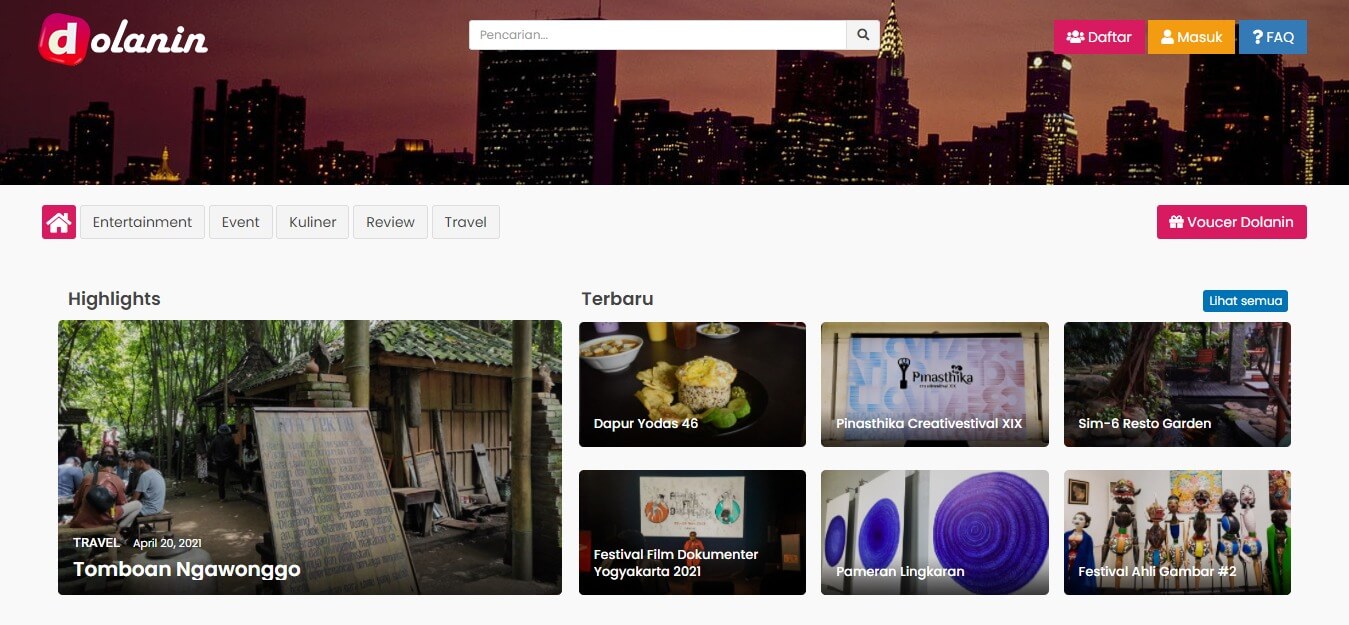 dolanin
Pencarian...
Daftar
Masuk
? FAQ
Entertainment
Event
Kuliner
Review
Travel
Voucer Dolanin
Highlights
TRAVEL April 20, 2021
Tomboan Ngawonggo
Terbaru
Lihat semua
Dapur Yodas 46
Pinasthika
Pinasthika Creativestival XIX
Sim-6 Resto Garden
Festival Film Dokumenter
Yogyakarta 2021
Pameran Lingkaran
Festival Ahli Gambar #2